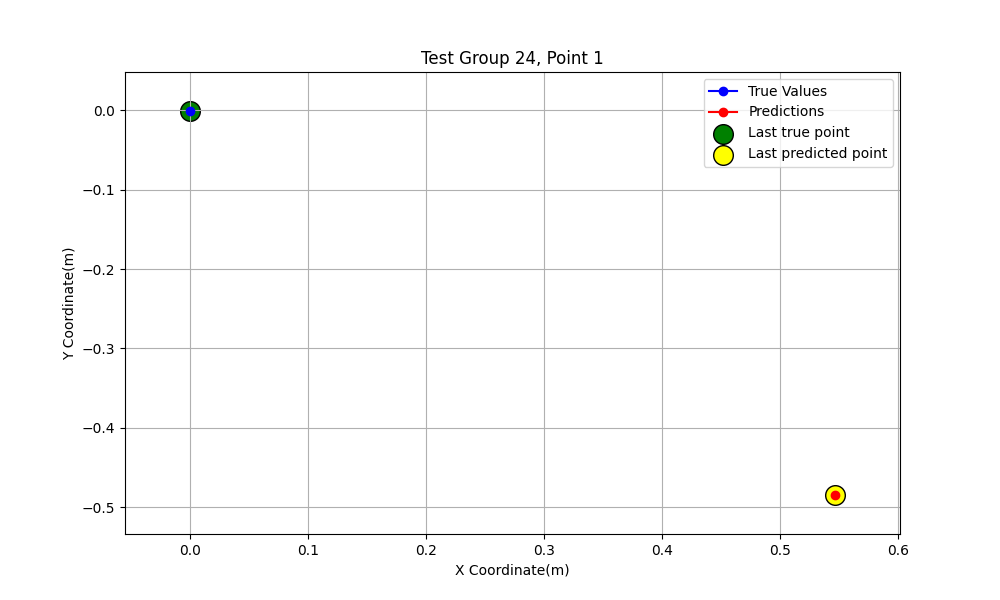 Test Group 24, Point 1
True Values
Predictions
Last true point
Last predicted point
0.0
−0.1
−0.2
−0.3
−0.4
−0.5
Y Coordinate(m)
0.0
0.1
0.2
0.3
0.4
0.5
0.6
X Coordinate(m)